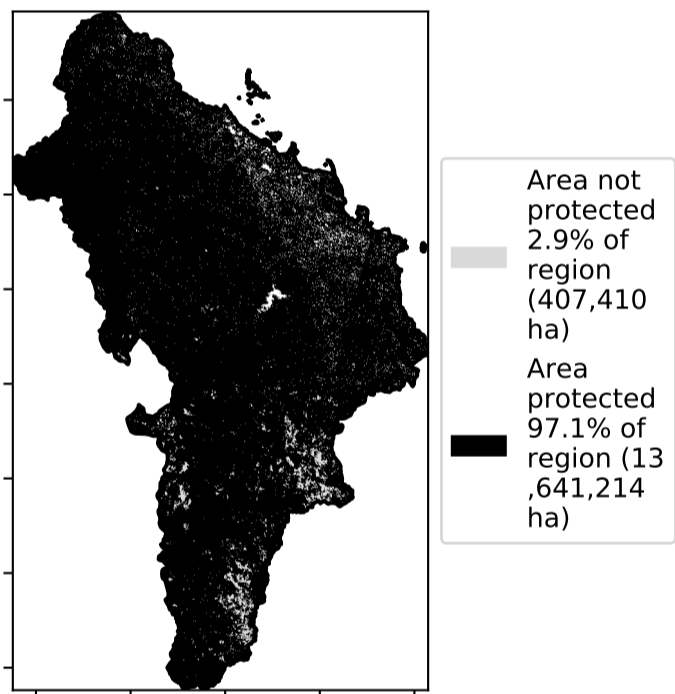 Area not
protected
2.9% of
region
(407,410
ha)
Area
protected
97.1% of
region (13
,641,214
ha)